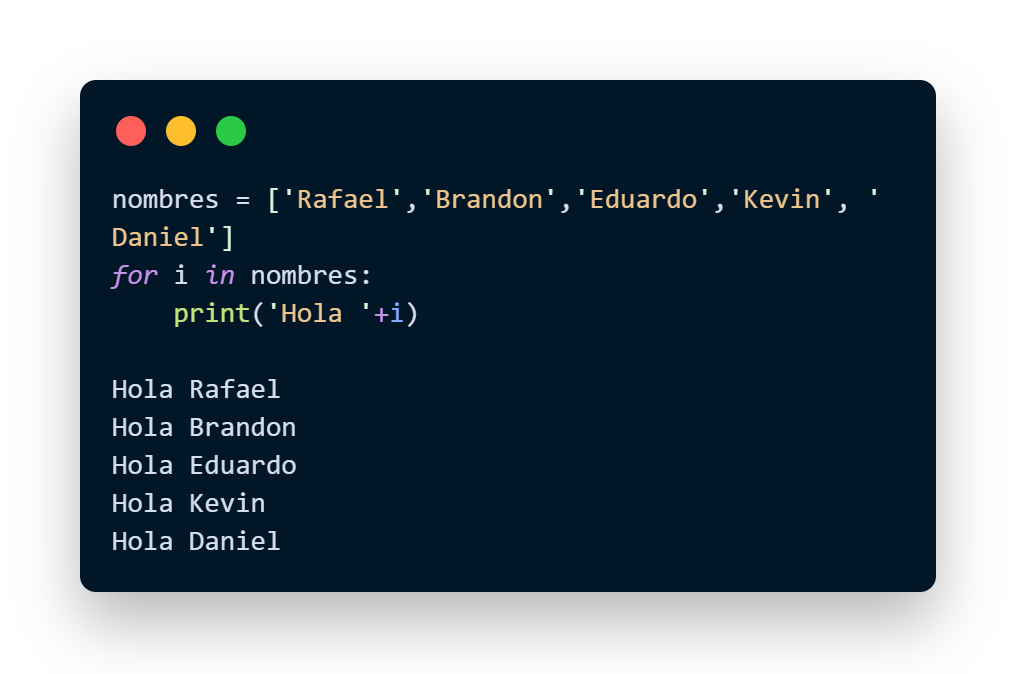 nombres = ['Rafael','Brandon','Eduardo','Kevin', '
Daniel']
for i in nombres:
    print('Hola '+i)

Hola Rafael
Hola Brandon
Hola Eduardo
Hola Kevin
Hola Daniel